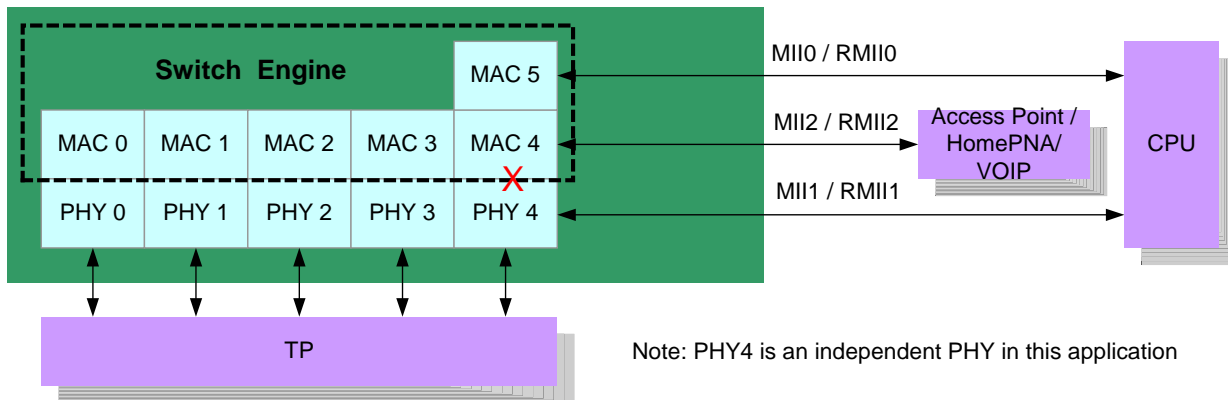 MII0 / RMII0
Switch Engine
MAC 5
MII2 / RMII2
Access Point /
HomePNA/
VOIP
CPU
MAC 0
MAC 1
MAC 2
MAC 3
MAC 4
X
MII1 / RMII1
PHY 0
PHY 1
PHY 2
PHY 3
PHY 4
TP
Note: PHY4 is an independent PHY in this application